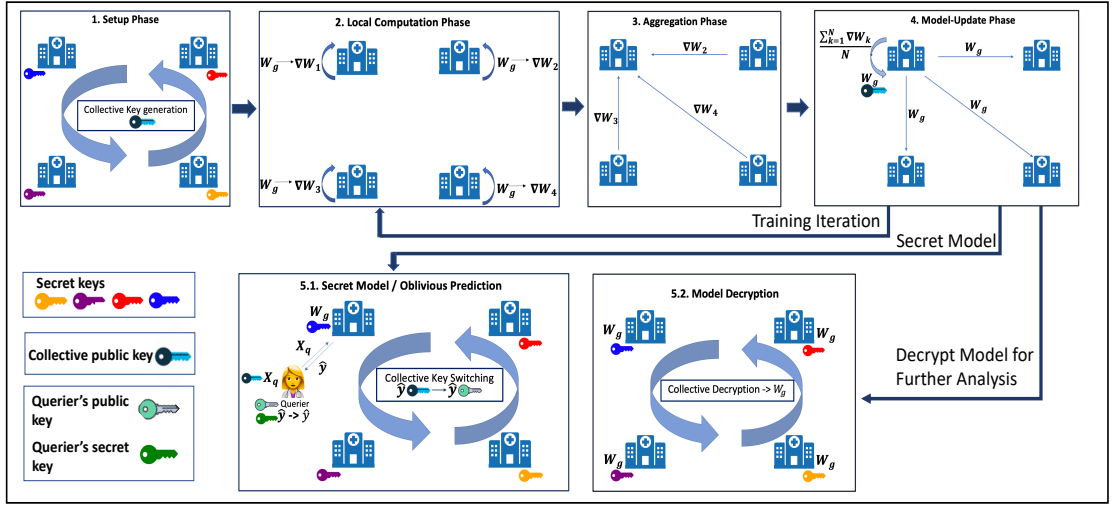 1. Setup Phase
Collective Key generation
2. Local Computation Phase
W_g → ∇W_1
W_g → ∇W_2
W_g → ∇W_3
W_g → ∇W_4
3. Aggregation Phase
∇W_2
∇W_3
∇W_4
4. Model-Update Phase
∑_{k=1}^{N} ∇W_k
N
W_g
W_g
W_g
W_g
Training Iteration
Secret Model
Secret keys
Collective public key
Querier's public
key
Querier's secret
key
5.1. Secret Model / Oblivious Prediction
W_g
X_q
ŷ
X_q
Querier
ŷ -> ŷ
Collective Key Switching
ŷ → ŷ
5.2. Model Decryption
W_g
W_g
Collective Decryption -> W_g
W_g
W_g
Decrypt Model for
Further Analysis